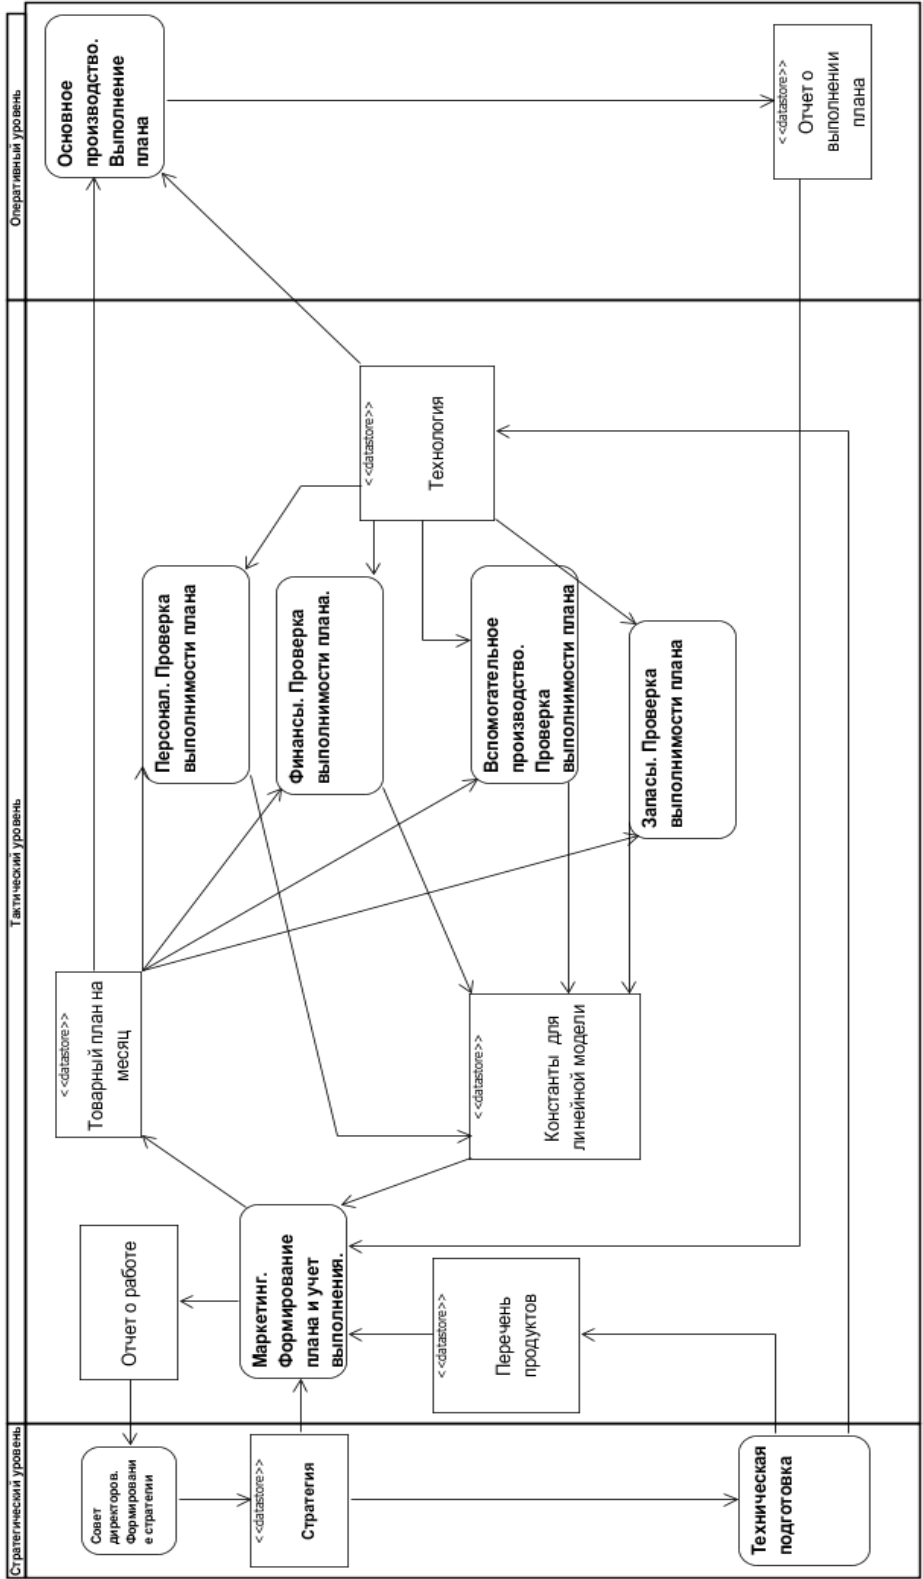 Стратегический уровень
Совет
директоров.
Формировани
е стратегии
< <datastore>>
Стратегия
Техническая
подготовка
Тактический уровень
Отчет о работе
Маркетинг.
Формирование
плана и учет
выполнения.
< <datastore>>
Перечень
продуктов
< <datastore>>
Товарный план на
месяц
< <datastore>>
Константы для
линейной модели
Персонал. Проверка
выполнимости плана
Финансы. Проверка
выполнимости плана.
Вспомогательное
производство.
Проверка
выполнимости плана
Запасы. Проверка
выполнимости плана
< <datastore>>
Технология
Оперативный уровень
Основное
производство.
Выполнение
плана
< <datastore>>
Отчет о
выполнении
плана